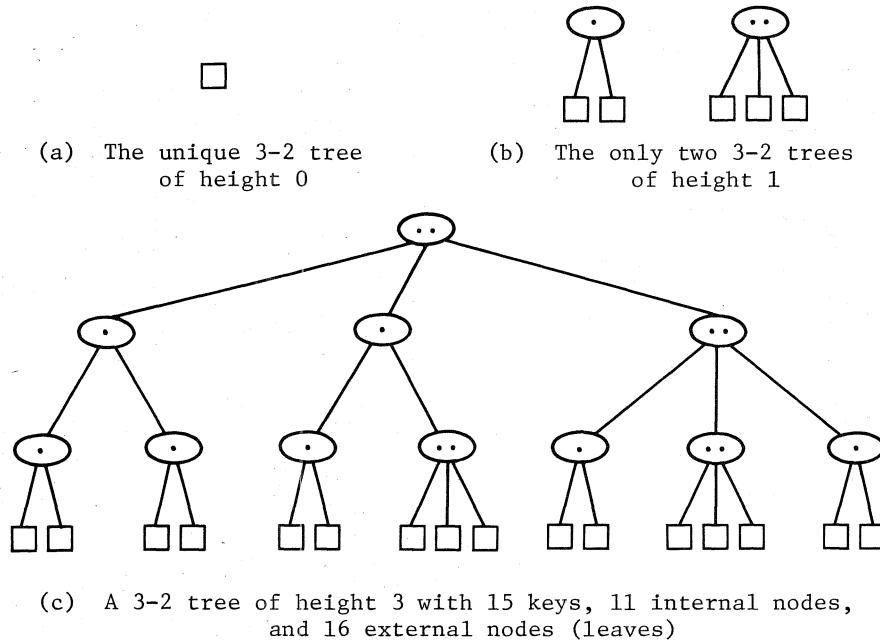 (a) The unique 3-2 tree
of height 0
(b) The only two 3-2 trees
of height 1
(c) A 3-2 tree of height 3 with 15 keys, 11 internal nodes,
and 16 external nodes (leaves)